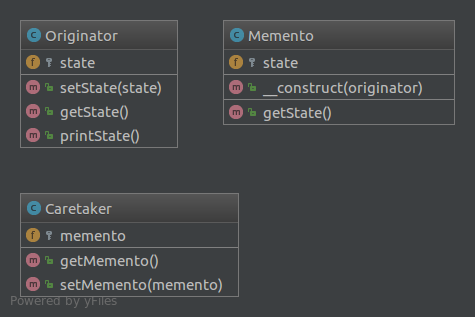 Originator
state
setState(state)
getState()
printState()
Memento
state
__construct(originator)
getState()
Caretaker
memento
getMemento()
setMemento(memento)
Powered by yFiles